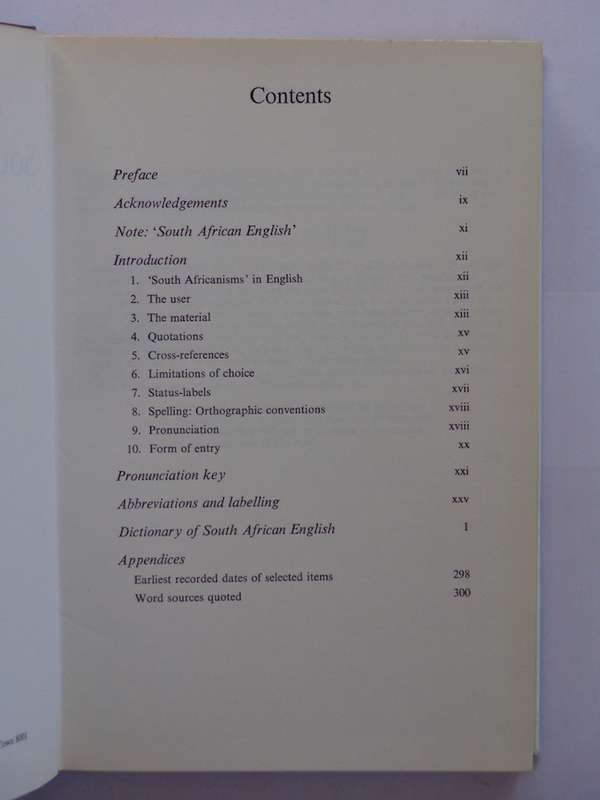 Contents
Preface vii
Acknowledgements ix
Note: ‘South African English’ xi
Introduction xii
1. ‘South Africanisms’ in English xii
2. The user xiii
3. The material xiii
4. Quotations xv
5. Cross-references xv
6. Limitations of choice xvi
7. Status-labels xvii
8. Spelling: Orthographic conventions xviii
9. Pronunciation xviii
10. Form of entry xx
Pronunciation key xxi
Abbreviations and labelling xxv
Dictionary of South African English 1
Appendices
Earliest recorded dates of selected items 298
Word sources quoted 300